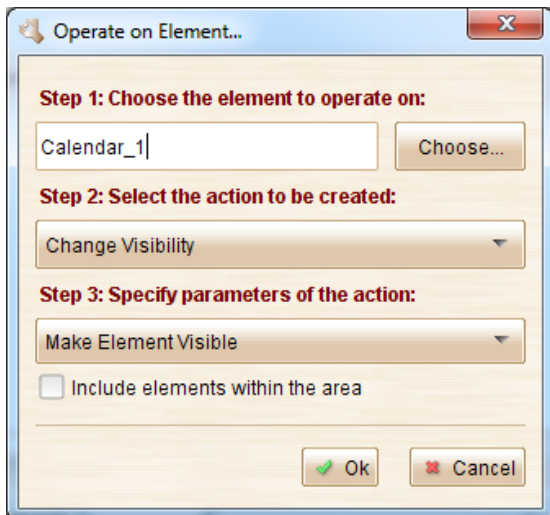 Operate on Element...
Step 1: Choose the element to operate on:
Calendar_1
Choose...
Step 2: Select the action to be created:
Change Visibility
Step 3: Specify parameters of the action:
Make Element Visible
Include elements within the area
Ok
Cancel